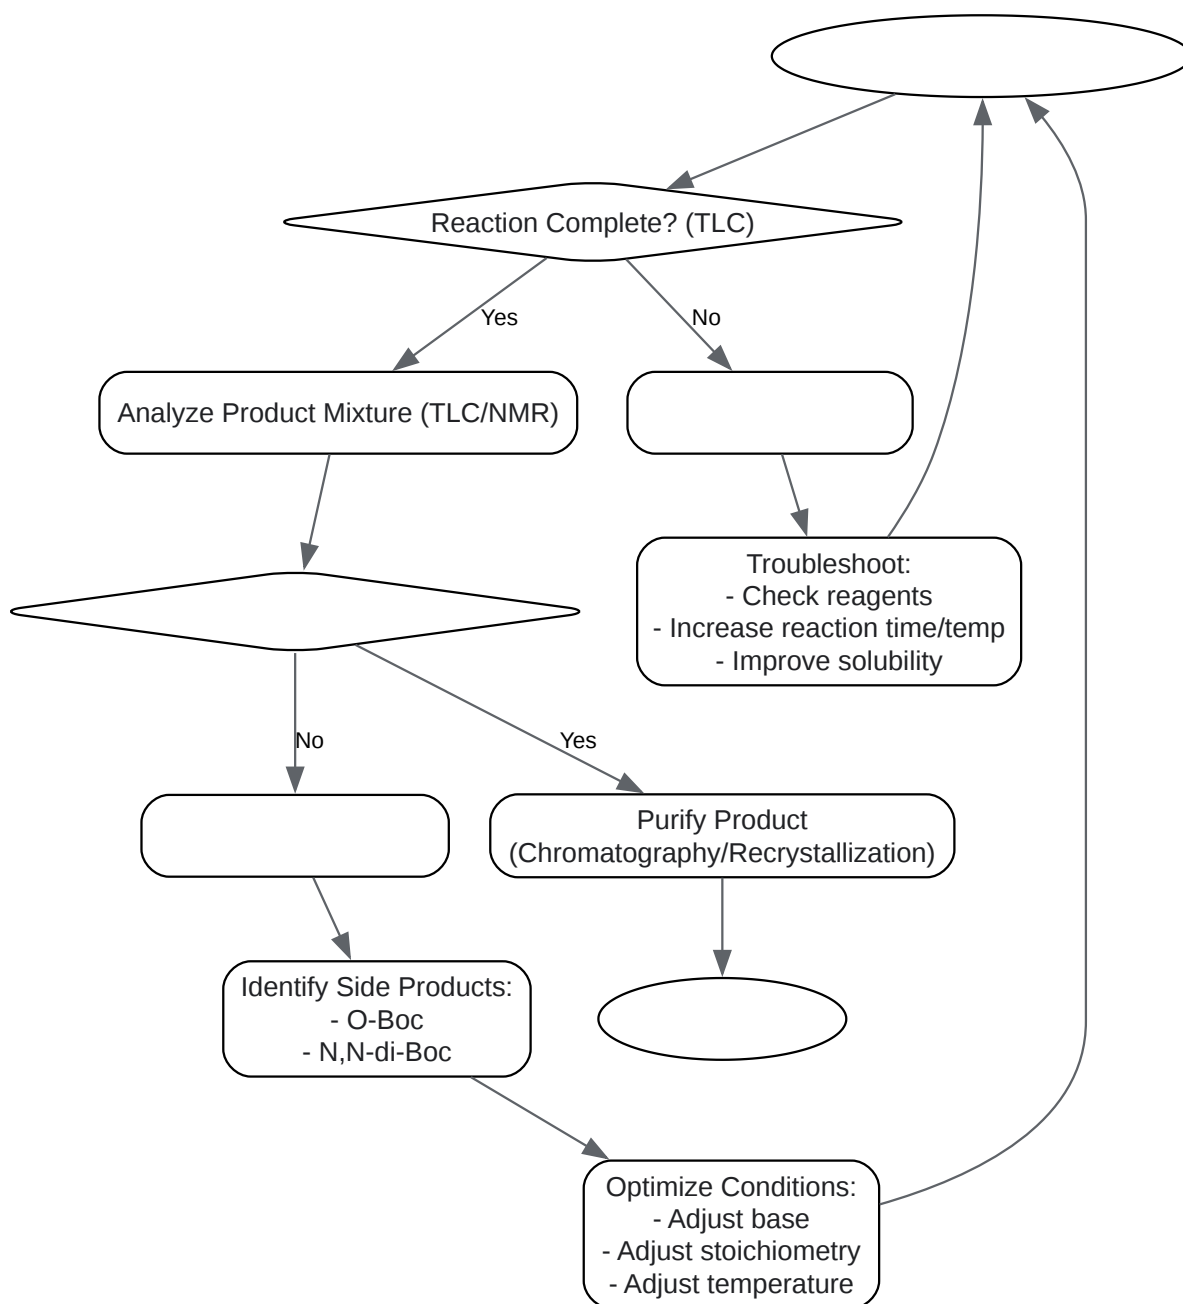 Reaction Complete? (TLC)
Yes
No
Analyze Product Mixture (TLC/NMR)
Troubleshoot:
- Check reagents
- Increase reaction time/temp
- Improve solubility
No
Yes
Purify Product
(Chromatography/Recrystallization)
Identify Side Products:
- O-Boc
- N,N-di-Boc
Optimize Conditions:
- Adjust base
- Adjust stoichiometry
- Adjust temperature